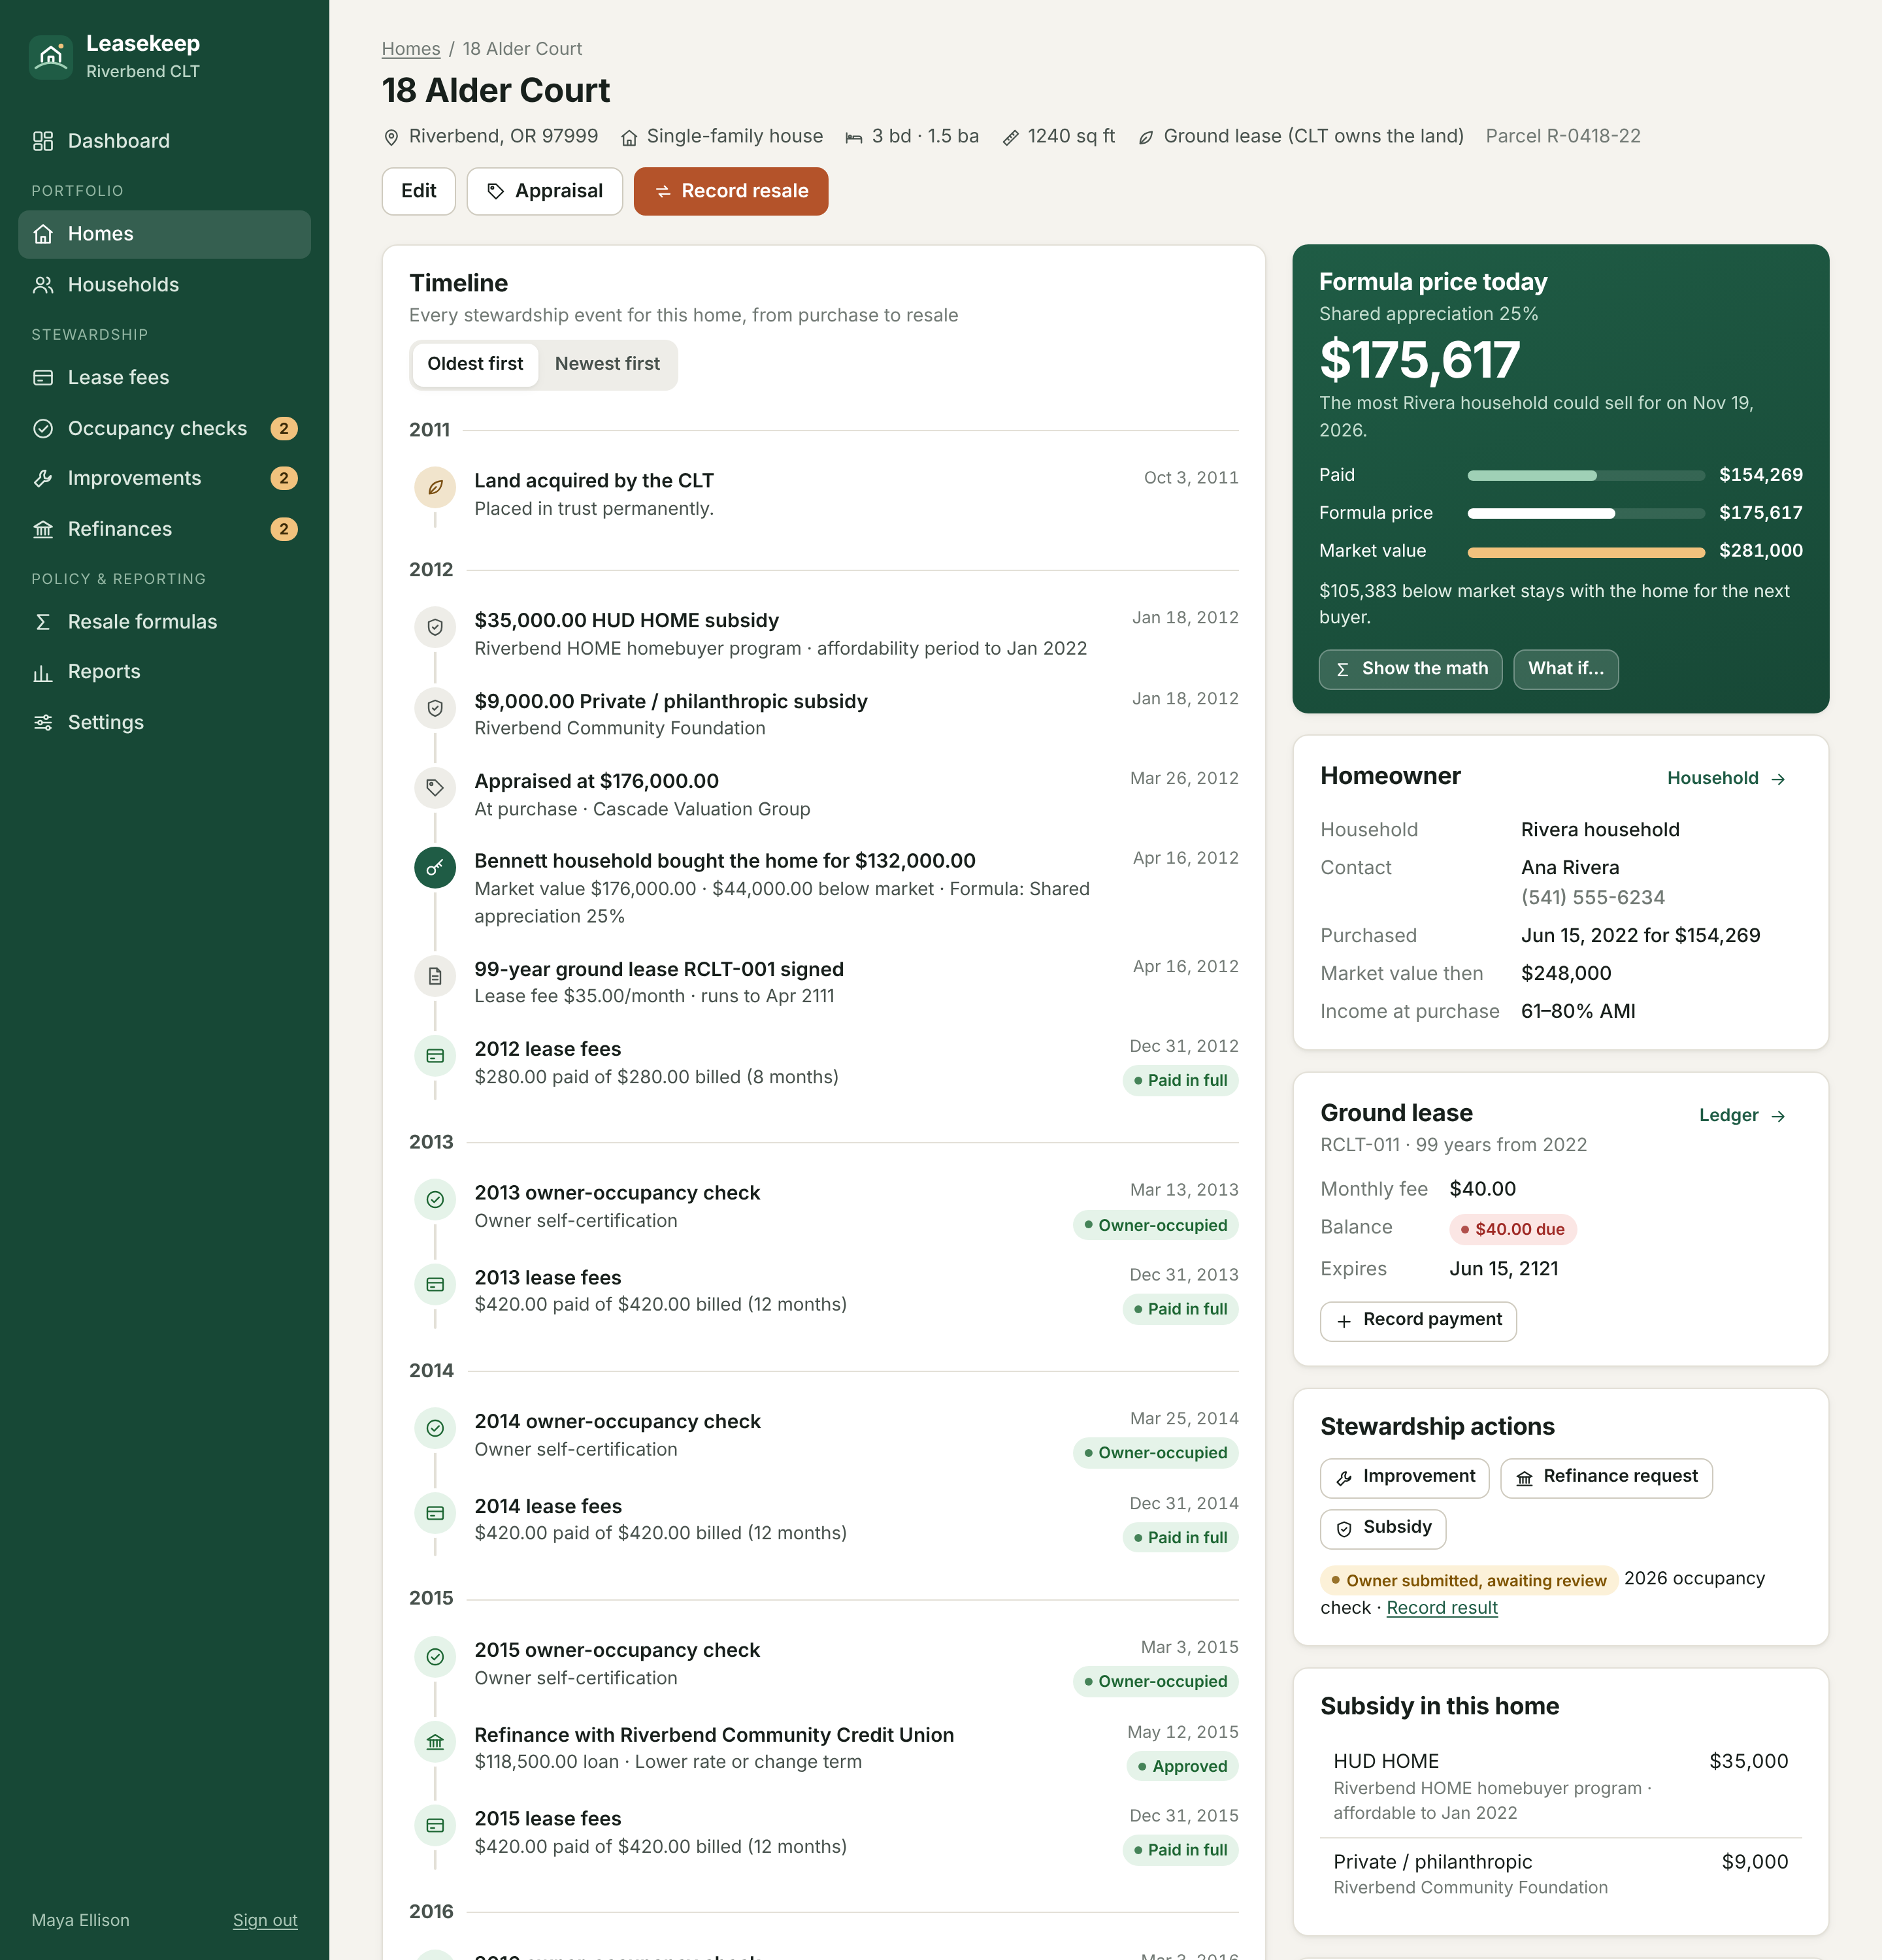 Leasekeep
Riverbend CLT
Dashboard
PORTFOLIO
Homes
Households
STEWARDSHIP
Lease fees
Occupancy checks 2
Improvements 2
Refinances 2
POLICY & REPORTING
Resale formulas
Reports
Settings
Maya Ellison Sign out
Homes / 18 Alder Court
18 Alder Court
Riverbend, OR 97999 Single-family house 3 bd · 1.5 ba 1240 sq ft Ground lease (CLT owns the land) Parcel R-0418-22
Edit Appraisal Record resale
Timeline
Every stewardship event for this home, from purchase to resale
Oldest first Newest first
2011
Land acquired by the CLT Oct 3, 2011
Placed in trust permanently.
2012
$35,000.00 HUD HOME subsidy Jan 18, 2012
Riverbend HOME homebuyer program · affordability period to Jan 2022
$9,000.00 Private / philanthropic subsidy Jan 18, 2012
Riverbend Community Foundation
Appraised at $176,000.00 Mar 26, 2012
At purchase · Cascade Valuation Group
Bennett household bought the home for $132,000.00 Apr 16, 2012
Market value $176,000.00 · $44,000.00 below market · Formula: Shared
appreciation 25%
99-year ground lease RCLT-001 signed Apr 16, 2012
Lease fee $35.00/month · runs to Apr 2111
2012 lease fees Dec 31, 2012
$280.00 paid of $280.00 billed (8 months) Paid in full
2013
2013 owner-occupancy check Mar 13, 2013
Owner self-certification Owner-occupied
2013 lease fees Dec 31, 2013
$420.00 paid of $420.00 billed (12 months) Paid in full
2014
2014 owner-occupancy check Mar 25, 2014
Owner self-certification Owner-occupied
2014 lease fees Dec 31, 2014
$420.00 paid of $420.00 billed (12 months) Paid in full
2015
2015 owner-occupancy check Mar 3, 2015
Owner self-certification Owner-occupied
Refinance with Riverbend Community Credit Union May 12, 2015
$118,500.00 loan · Lower rate or change term Approved
2015 lease fees Dec 31, 2015
$420.00 paid of $420.00 billed (12 months) Paid in full
2016
2016 owner-occupancy check Mar 3, 2016
Formula price today
Shared appreciation 25%
$175,617
The most Rivera household could sell for on Nov 19,
2026.
Paid $154,269
Formula price $175,617
Market value $281,000
$105,383 below market stays with the home for the next
buyer.
Show the math What if...
Homeowner Household →
Household Rivera household
Contact Ana Rivera
(541) 555-6234
Purchased Jun 15, 2022 for $154,269
Market value then $248,000
Income at purchase 61–80% AMI
Ground lease Ledger →
RCLT-011 · 99 years from 2022
Monthly fee $40.00
Balance $40.00 due
Expires Jun 15, 2121
Record payment
Stewardship actions
Improvement Refinance request
Subsidy
Owner submitted, awaiting review 2026 occupancy
check · Record result
Subsidy in this home
HUD HOME $35,000
Riverbend HOME homebuyer program ·
affordable to Jan 2022
Private / philanthropic $9,000
Riverbend Community Foundation